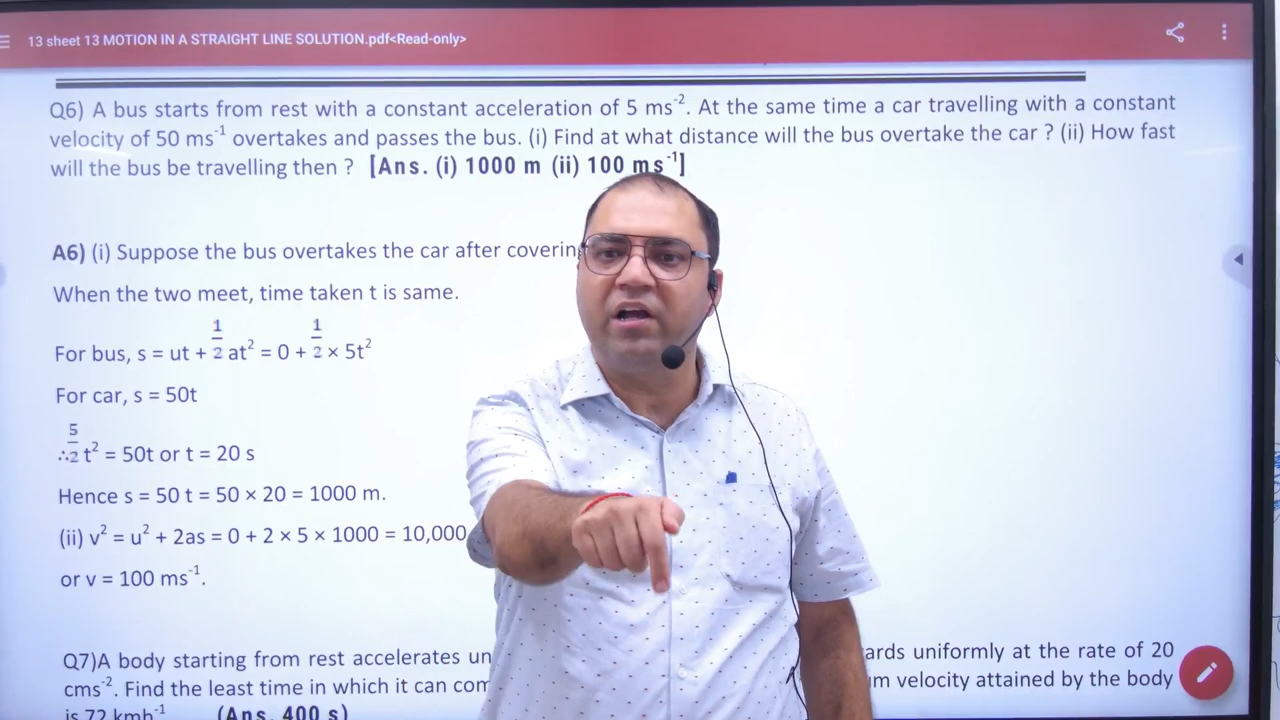 13 sheet 13 MOTION IN A STRAIGHT LINE SOLUTION.pdf<Read-only>
Q6) A bus starts from rest with a constant acceleration of 5 ms⁻². At the same time a car travelling with a constant
velocity of 50 ms⁻¹ overtakes and passes the bus. (i) Find at what distance will the bus overtake the car ? (ii) How fast
will the bus be travelling then ? [Ans. (i) 1000 m (ii) 100 ms⁻¹]
A6) (i) Suppose the bus overtakes the car after covering
When the two meet, time taken t is same.
For bus, s = ut + 1/2 at² = 0 + 1/2 × 5t²
For car, s = 50t
∴ 5/2 t² = 50t or t = 20 s
Hence s = 50 t = 50 × 20 = 1000 m.
(ii) v² = u² + 2as = 0 + 2 × 5 × 1000 = 10,000
or v = 100 ms⁻¹.
Q7)A body starting from rest accelerates un ards uniformly at the rate of 20
cms⁻². Find the least time in which it can com m velocity attained by the body
is 72 kmh⁻¹ (Ans. 400 s)